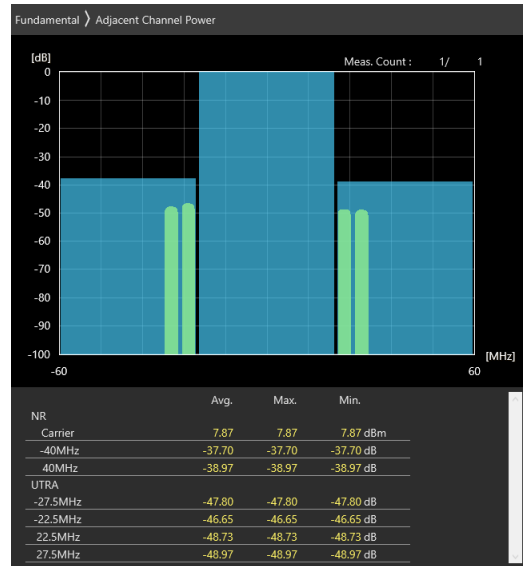 Fundamental 〉 Adjacent Channel Power
[dB]
Meas. Count : 1/ 1
0
-10
-20
-30
-40
-50
-60
-70
-80
-90
-100
[MHz]
-60 60
Avg. Max. Min.
NR
Carrier 7.87 7.87 7.87 dBm
-40MHz -37.70 -37.70 -37.70 dB
40MHz -38.97 -38.97 -38.97 dB
UTRA
-27.5MHz -47.80 -47.80 -47.80 dB
-22.5MHz -46.65 -46.65 -46.65 dB
22.5MHz -48.73 -48.73 -48.73 dB
27.5MHz -48.97 -48.97 -48.97 dB